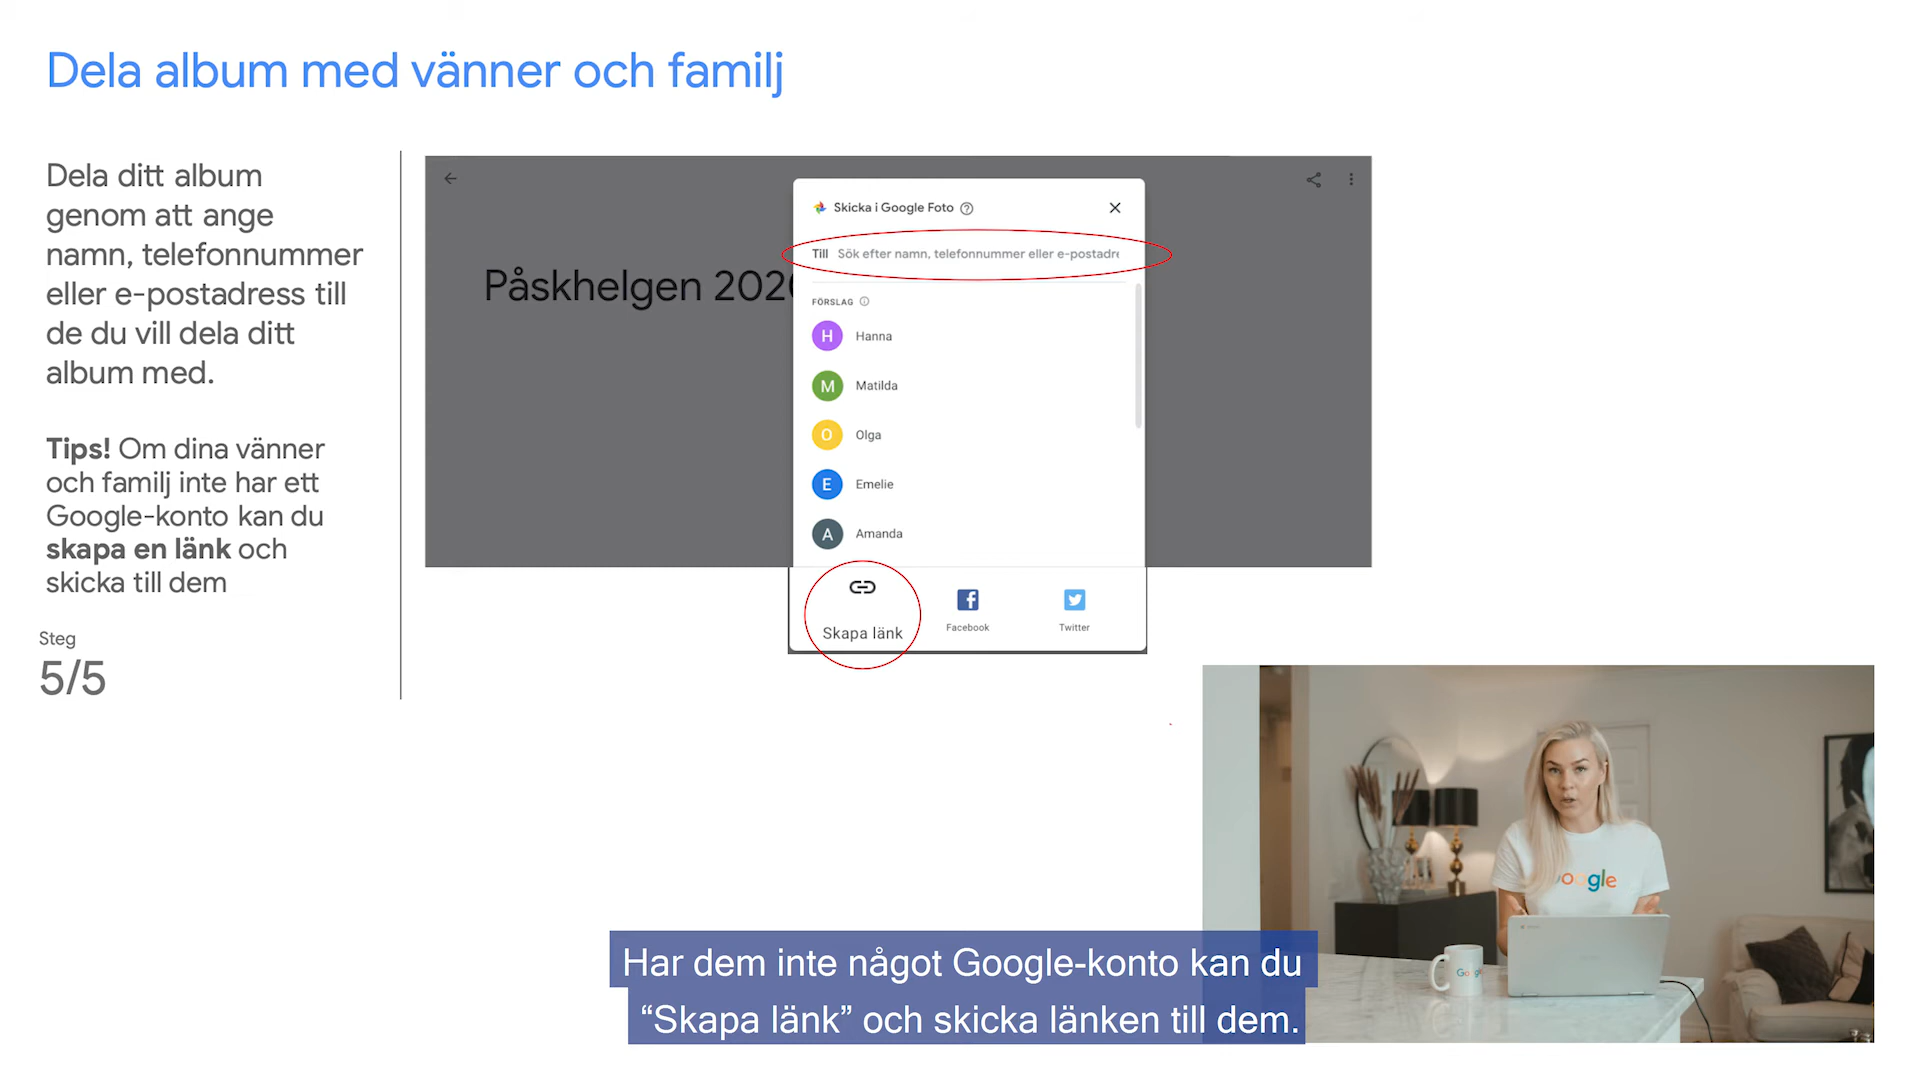 Dela album med vänner och familj
Dela ditt album
genom att ange
namn, telefonnummer
eller e-postadress till
de du vill dela ditt
album med.
Tips! Om dina vänner
och familj inte har ett
Google-konto kan du
skapa en länk och
skicka till dem
Steg
5/5
Påskhelgen 2020
Skicka i Google Foto
Till Sök efter namn, telefonnummer eller e-postadre
FÖRSLAG
H Hanna
M Matilda
O Olga
E Emelie
A Amanda
Skapa länk
Facebook
Twitter
Google
Google
Har dem inte något Google-konto kan du
“Skapa länk” och skicka länken till dem.